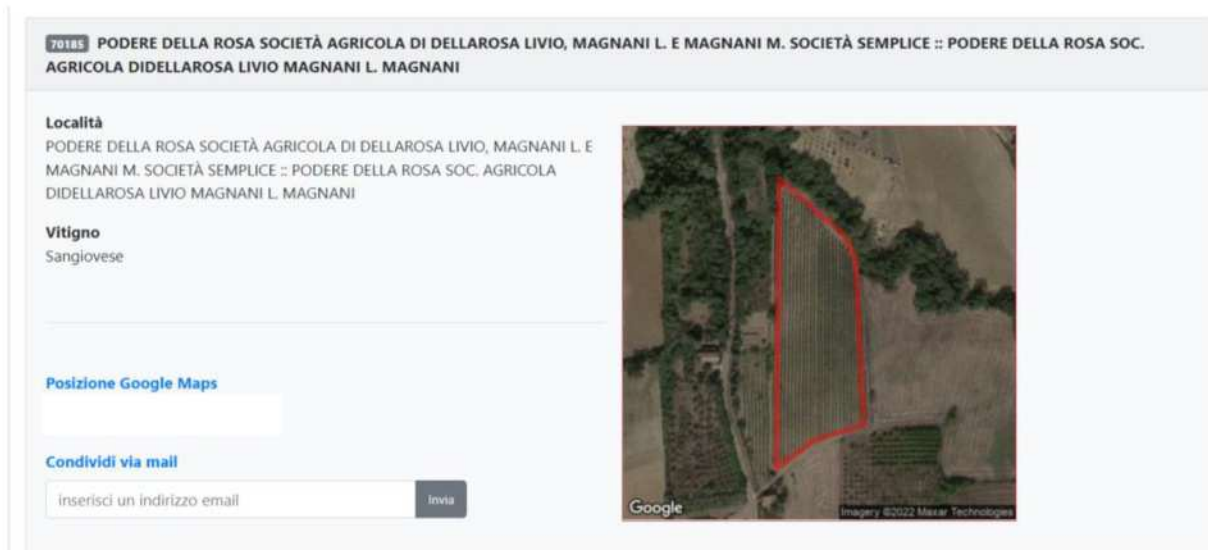 70185 PODERE DELLA ROSA SOCIETÀ AGRICOLA DI DELLAROSA LIVIO, MAGNANI L. E MAGNANI M. SOCIETÀ SEMPLICE :: PODERE DELLA ROSA SOC.
AGRICOLA DIDELLAROSA LIVIO MAGNANI L. MAGNANI
Località
PODERE DELLA ROSA SOCIETÀ AGRICOLA DI DELLAROSA LIVIO, MAGNANI L. E
MAGNANI M. SOCIETÀ SEMPLICE :: PODERE DELLA ROSA SOC. AGRICOLA
DIDELLAROSA LIVIO MAGNANI L. MAGNANI
Vitigno
Sangiovese
Posizione Google Maps
Condividi via mail
inserisci un indirizzo email
Invia
Google
Imagery ©2022 Maxar Technologies